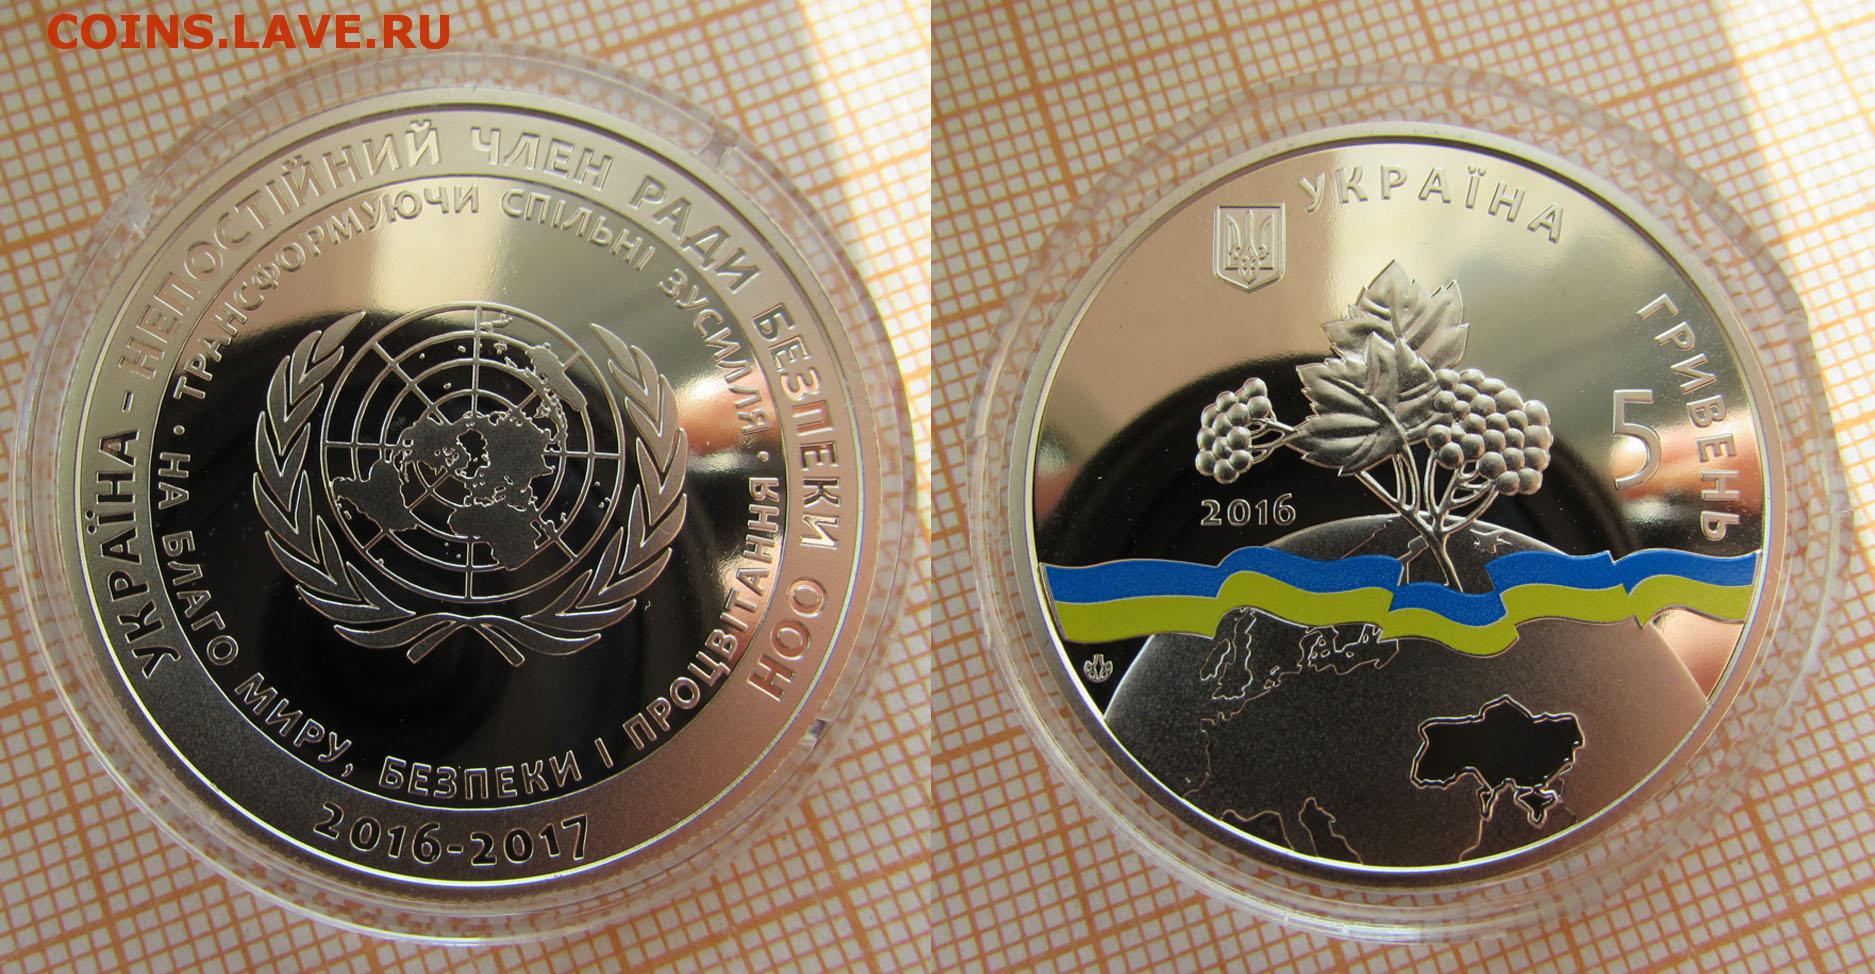 COINS.LAVE.RU
УКРАЇНА - НЕПОСТІЙНИЙ ЧЛЕН РАДИ БЕЗПЕКИ ООН
· ТРАНСФОРМУЮЧИ СПІЛЬНІ ЗУСИЛЛЯ ·
НА БЛАГО МИРУ, БЕЗПЕКИ І ПРОЦВІТАННЯ
2016-2017
УКРАЇНА
5
ГРИВЕНЬ
2016